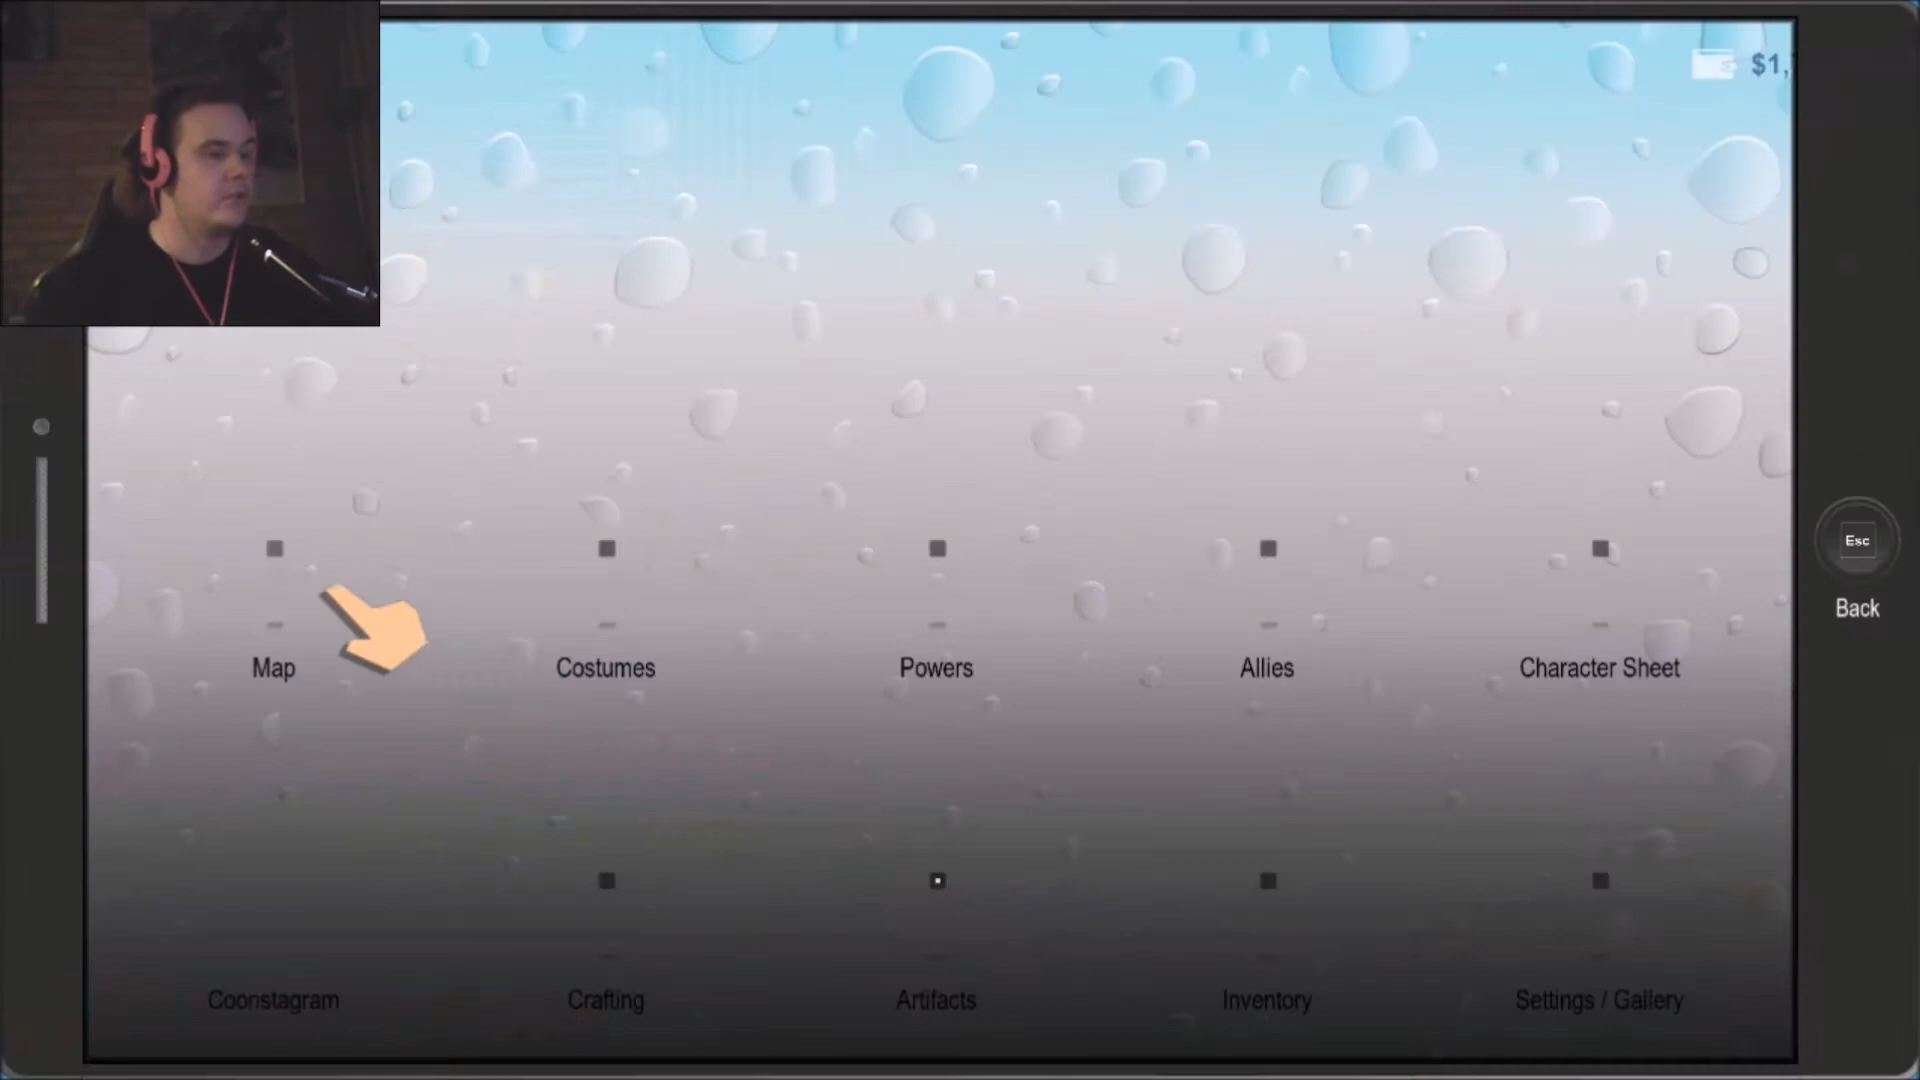 $1,
Esc
Back
Map
Costumes
Powers
Allies
Character Sheet
Coonstagram
Crafting
Artifacts
Inventory
Settings / Gallery